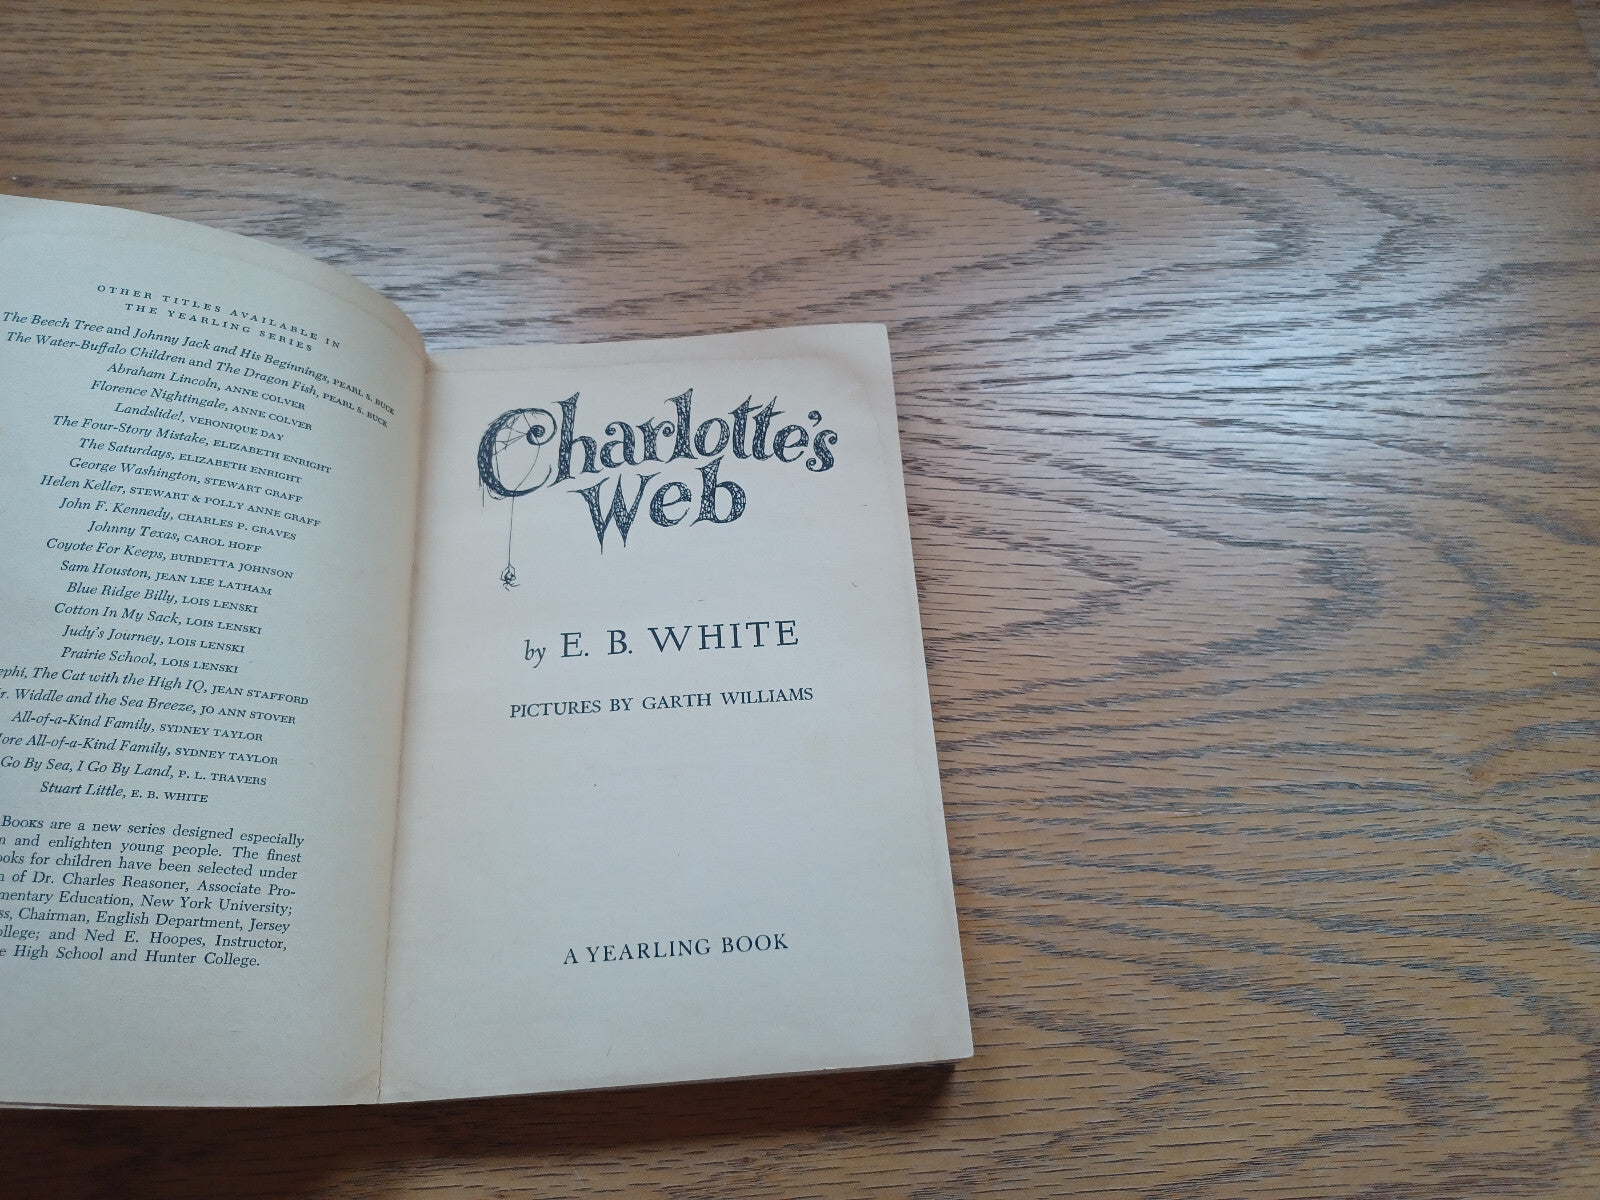 OTHER TITLES AVAILABLE IN
THE YEARLING SERIES
The Beech Tree and Johnny Jack and His Beginnings, PEARL S. BUCK
The Water-Buffalo Children and The Dragon Fish, PEARL S. BUCK
Abraham Lincoln, ANNE COLVER
Florence Nightingale, ANNE COLVER
Landslide!, VERONIQUE DAY
The Four-Story Mistake, ELIZABETH ENRIGHT
The Saturdays, ELIZABETH ENRIGHT
George Washington, STEWART GRAFF
Helen Keller, STEWART & POLLY ANNE GRAFF
John F. Kennedy, CHARLES P. GRAVES
Johnny Texas, CAROL HOFF
Coyote For Keeps, BURDETTA JOHNSON
Sam Houston, JEAN LEE LATHAM
Blue Ridge Billy, LOIS LENSKI
Cotton In My Sack, LOIS LENSKI
Judy's Journey, LOIS LENSKI
Prairie School, LOIS LENSKI
The Cat with the High IQ, JEAN STAFFORD
Widdle and the Sea Breeze, JO ANN STOVER
All-of-a-Kind Family, SYDNEY TAYLOR
All-of-a-Kind Family, SYDNEY TAYLOR
Go By Sea, I Go By Land, P. L. TRAVERS
Stuart Little, E. B. WHITE
BOOKS are a new series designed especially
and enlighten young people. The finest
for children have been selected under
of Dr. Charles Reasoner, Associate Pro-
Education, New York University;
Chairman, English Department, Jersey
and Ned E. Hoopes, Instructor,
High School and Hunter College.
Charlotte's
Web
by E. B. WHITE
PICTURES BY GARTH WILLIAMS
A YEARLING BOOK